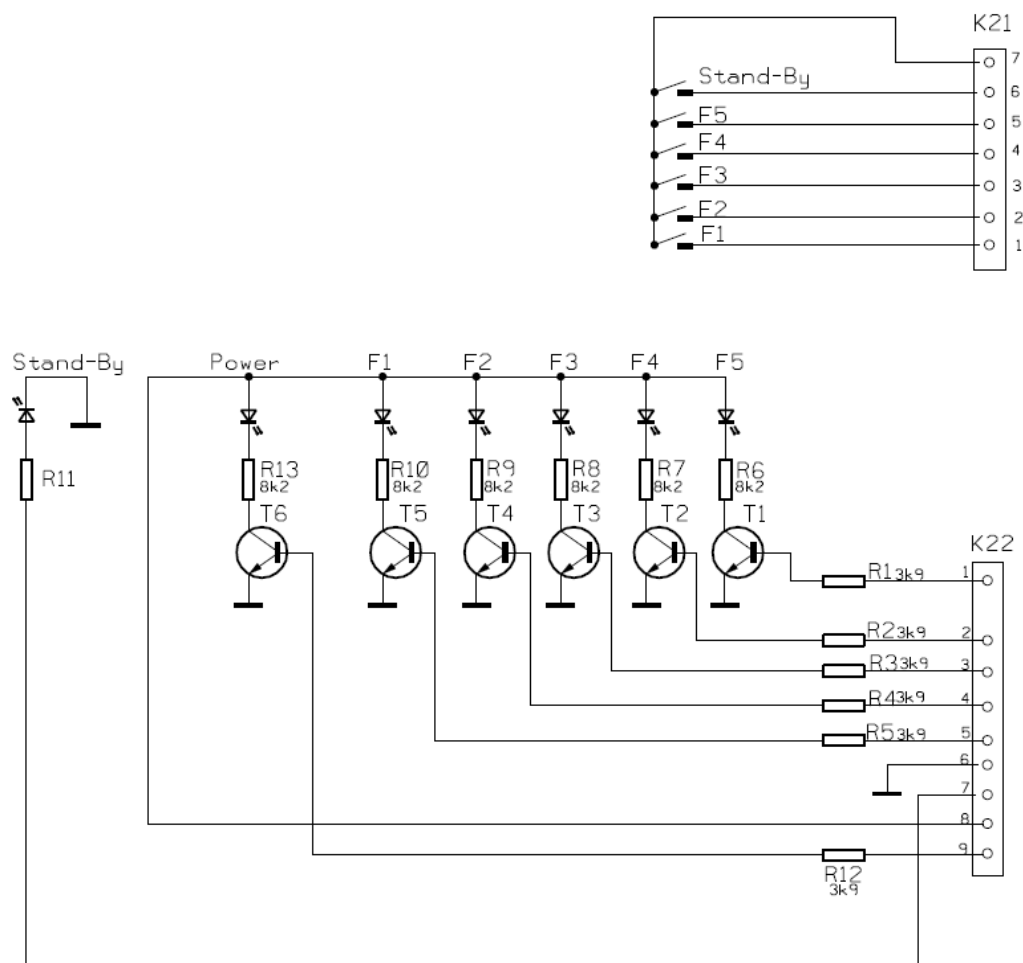 K21
7
Stand-By
6
F5
5
F4
4
F3
3
F2
2
F1
1
Stand-By Power F1 F2 F3 F4 F5
R11
R13 8k2
R10 8k2
R9 8k2
R8 8k2
R7 8k2
R6 8k2
T6 T5 T4 T3 T2 T1
K22
R1 3k9 1
R2 3k9 2
R3 3k9 3
R4 3k9 4
R5 3k9 5
6
7
8
9
R12
3k9